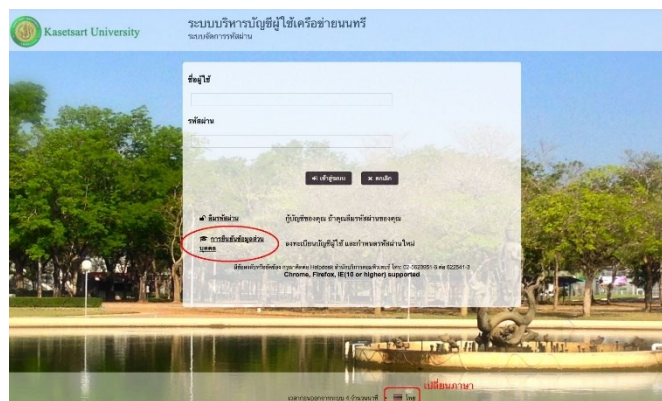 Kasetsart University
ระบบบริหารบัญชีผู้ใช้เครือข่ายนนทรี
ระบบจัดการรหัสผ่าน
ชื่อผู้ใช้
รหัสผ่าน
เข้าสู่ระบบ
ยกเลิก
ลืมรหัสผ่าน
กู้บัญชีของคุณ ถ้าคุณลืมรหัสผ่านของคุณ
การยืนยันข้อมูลส่วน
บุคคล
ลงทะเบียนบัญชีผู้ใช้ และกำหนดรหัสผ่านใหม่
Chrome, Firefox, IE(10 or higher) supported
เปลี่ยนภาษา
ไทย